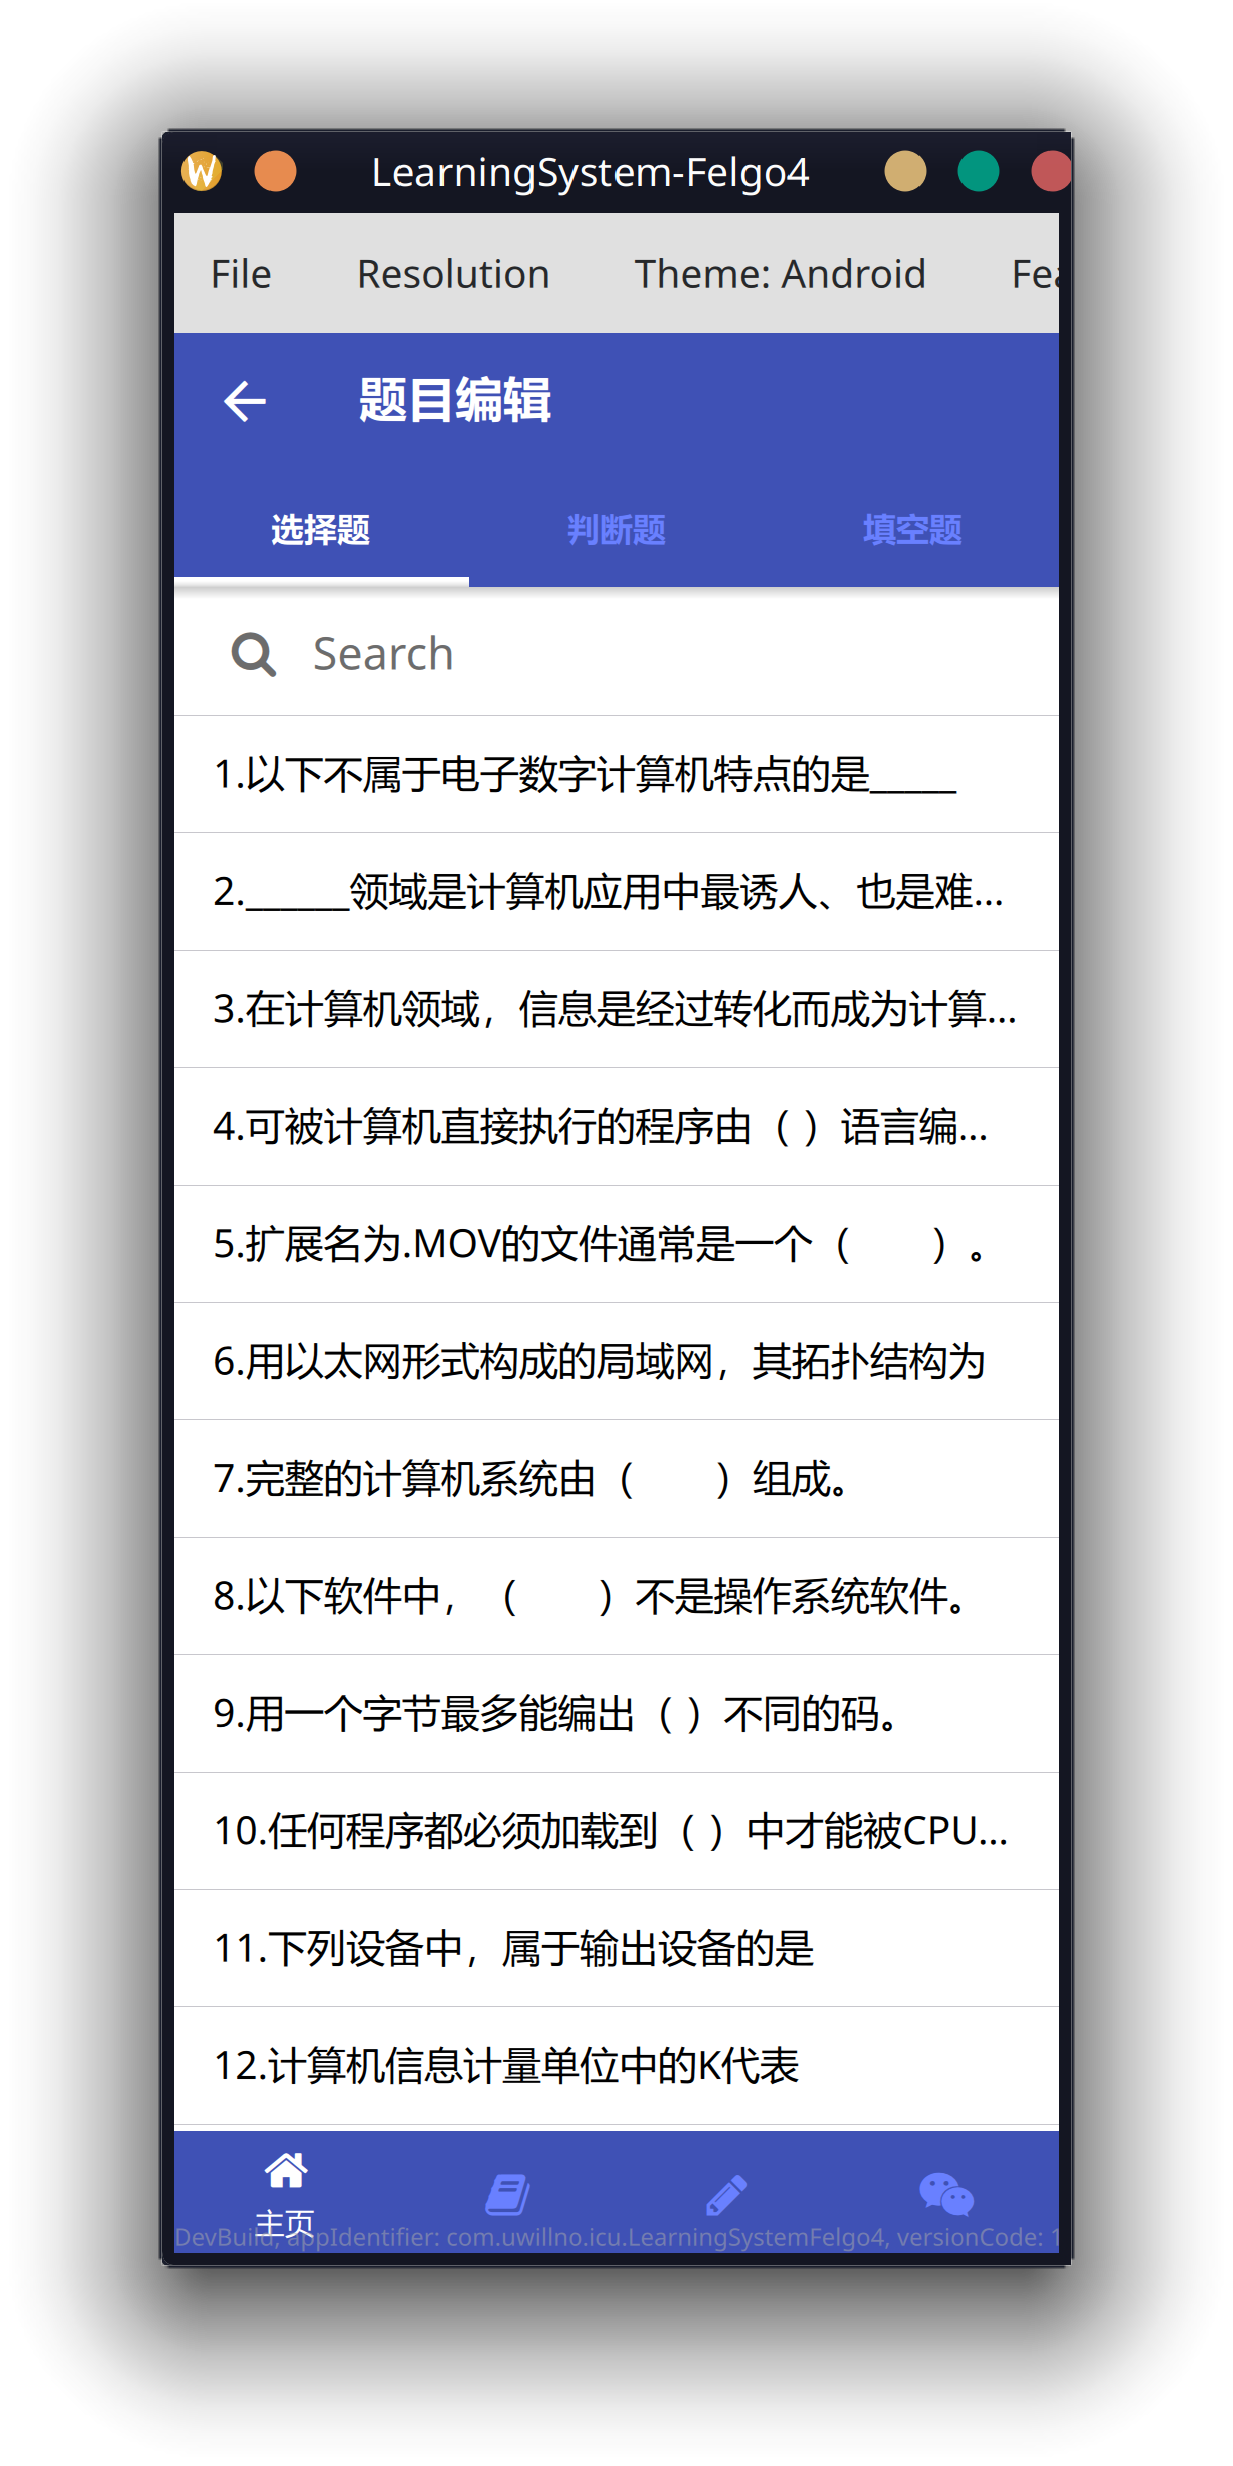 LearningSystem-Felgo4
File Resolution Theme: Android Fea
题目编辑
选择题 判断题 填空题
Search
1.以下不属于电子数字计算机特点的是_____
2.______领域是计算机应用中最诱人、也是难...
3.在计算机领域，信息是经过转化而成为计算...
4.可被计算机直接执行的程序由（ ）语言编...
5.扩展名为.MOV的文件通常是一个（　　）。
6.用以太网形式构成的局域网，其拓扑结构为
7.完整的计算机系统由（　　）组成。
8.以下软件中，（　　）不是操作系统软件。
9.用一个字节最多能编出（ ）不同的码。
10.任何程序都必须加载到（ ）中才能被CPU...
11.下列设备中，属于输出设备的是
12.计算机信息计量单位中的K代表
主页
DevBuild, appIdentifier: com.uwillno.icu.LearningSystemFelgo4, versionCode: 1